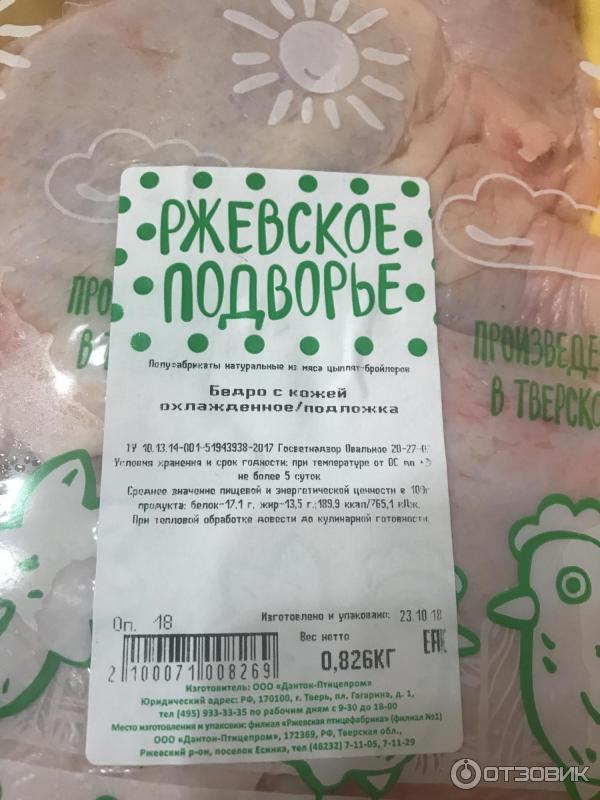 РЖЕВСКОЕ
ПОДВОРЬЕ
ПРО
В
ПРОИЗВЕДЕ
В ТВЕРСКО
Полуфабрикаты натуральные из мяса цыплят-бройлеров
Бедро с кожей
охлажденное/подложка
ТУ 10.13.14-001-51943938-2017 Госветнадзор Овальное 20-27-
Условия хранения и срок годности: при температуре от 0С до
не более 5 суток
Среднее значение пищевой и энергетической ценности в 100г
продукта: белок-17,1 г, жир-13,5 г.;189,9 ккал/765,1 кДж.
При тепловой обработке довести до кулинарной готовности.
Оп. 18
Изготовлено и упаковано: 23.10.18
Вес нетто
0,826КГ
EAC
2 100071 008269
Изготовитель: ООО «Дантон-Птицепром»
Юридический адрес: РФ, 170100, г. Тверь, пл. Гагарина, д. 1,
тел (495) 933-33-35 по рабочим дням с 9-30 до 18-00
Место изготовления и упаковки: филиал «Ржевская птицефабрика» (филиал №1)
ООО «Дантон-Птицепром», 172369, РФ, Тверская обл.,
Ржевский р-он, поселок Есинка, тел (48232) 7-11-05, 7-11-29
ОТЗОВИК